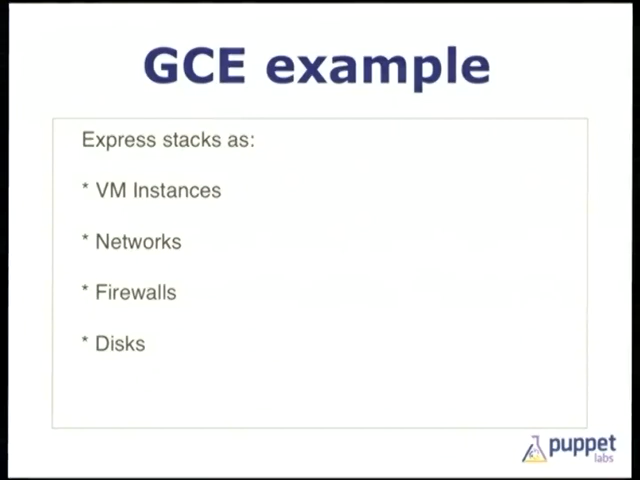 GCE example
Express stacks as:
* VM Instances
* Networks
* Firewalls
* Disks
puppet
labs